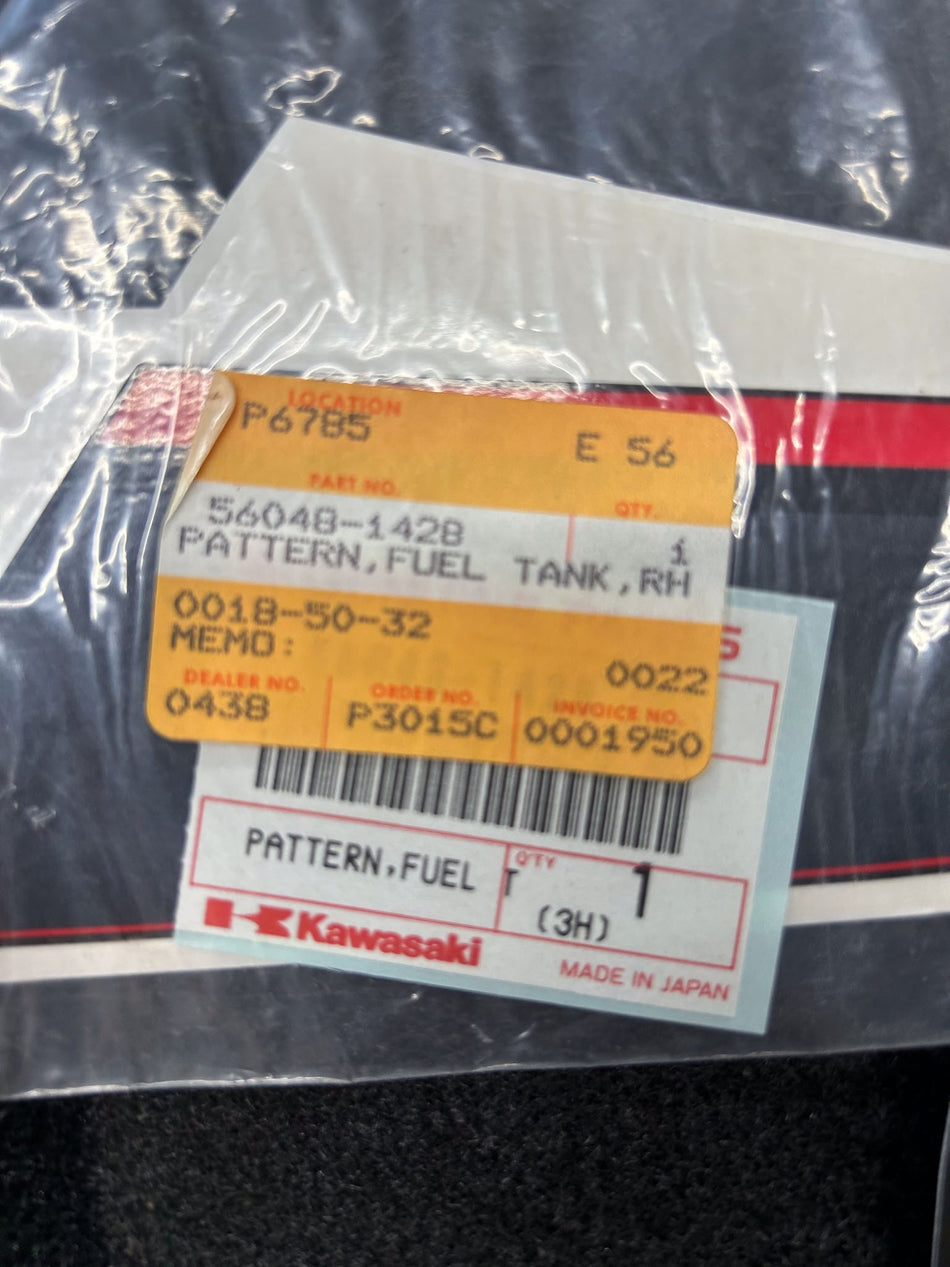 LOCATION
P6785
E 56
PART NO.
QTY.
56048-1428
1
PATTERN,FUEL TANK,RH
0018-50-32
MEMO:
0022
DEALER NO.
ORDER NO.
INVOICE NO.
0438
P3015C
0001950
S
PATTERN,FUEL T
Q'TY
1
(3H)
Kawasaki
MADE IN JAPAN